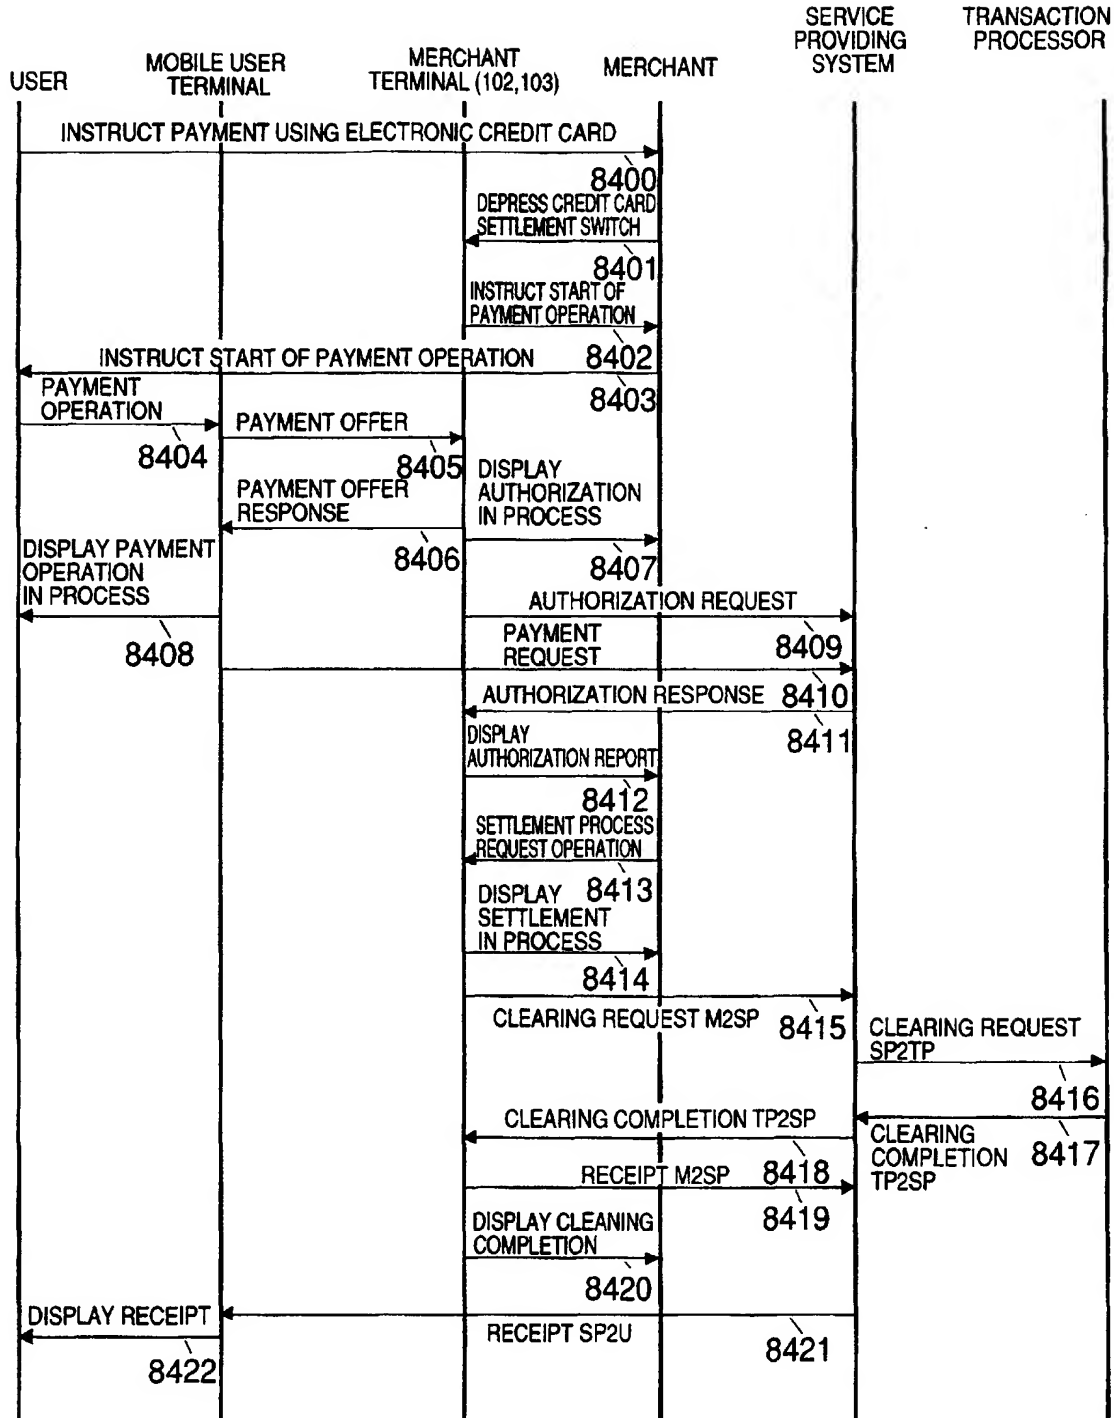 USER
MOBILE USER
TERMINAL
MERCHANT
TERMINAL (102,103)
MERCHANT
SERVICE
PROVIDING
SYSTEM
TRANSACTION
PROCESSOR
INSTRUCT PAYMENT USING ELECTRONIC CREDIT CARD
8400
DEPRESS CREDIT CARD
SETTLEMENT SWITCH
8401
INSTRUCT START OF
PAYMENT OPERATION
8402
INSTRUCT START OF PAYMENT OPERATION
8403
PAYMENT
OPERATION
8404
PAYMENT OFFER
8405
PAYMENT OFFER
RESPONSE
8406
DISPLAY
AUTHORIZATION
IN PROCESS
8407
DISPLAY PAYMENT
OPERATION
IN PROCESS
8408
AUTHORIZATION REQUEST
8409
PAYMENT
REQUEST
8410
AUTHORIZATION RESPONSE
8411
DISPLAY
AUTHORIZATION REPORT
8412
SETTLEMENT PROCESS
REQUEST OPERATION
8413
DISPLAY
SETTLEMENT
IN PROCESS
8414
CLEARING REQUEST M2SP
8415
CLEARING REQUEST
SP2TP
8416
CLEARING
COMPLETION
TP2SP
8417
CLEARING COMPLETION TP2SP
8418
RECEIPT M2SP
8419
DISPLAY CLEANING
COMPLETION
8420
RECEIPT SP2U
8421
DISPLAY RECEIPT
8422